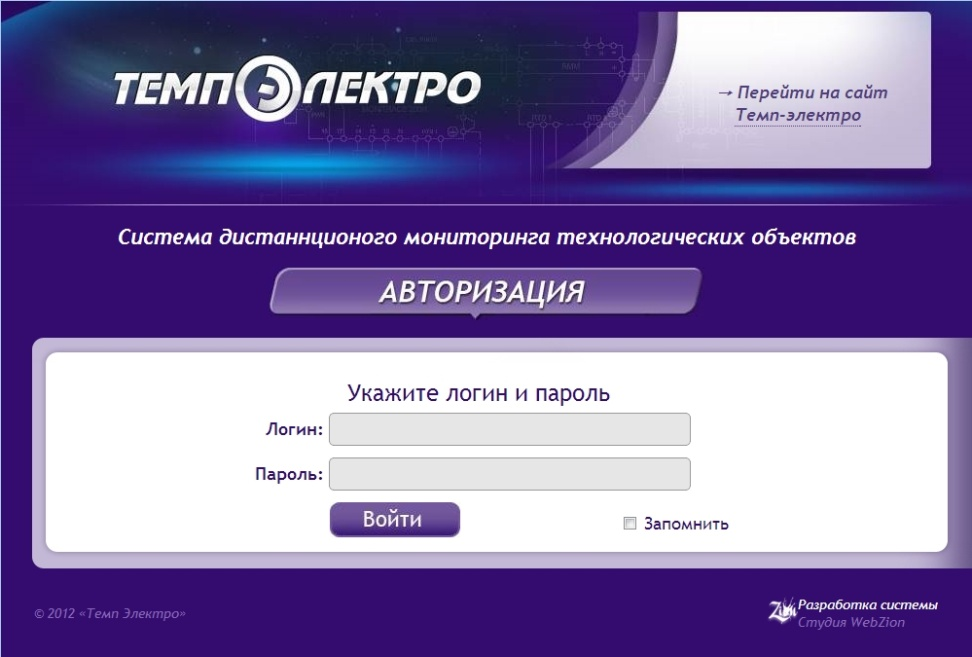 ТЕМПЭЛЕКТРО
→ Перейти на сайт
Темп-электро
Система дистаннционого мониторинга технологических объектов
АВТОРИЗАЦИЯ
Укажите логин и пароль
Логин:
Пароль:
Войти
Запомнить
© 2012 «Темп Электро»
Zion
Разработка системы
Студия WebZion